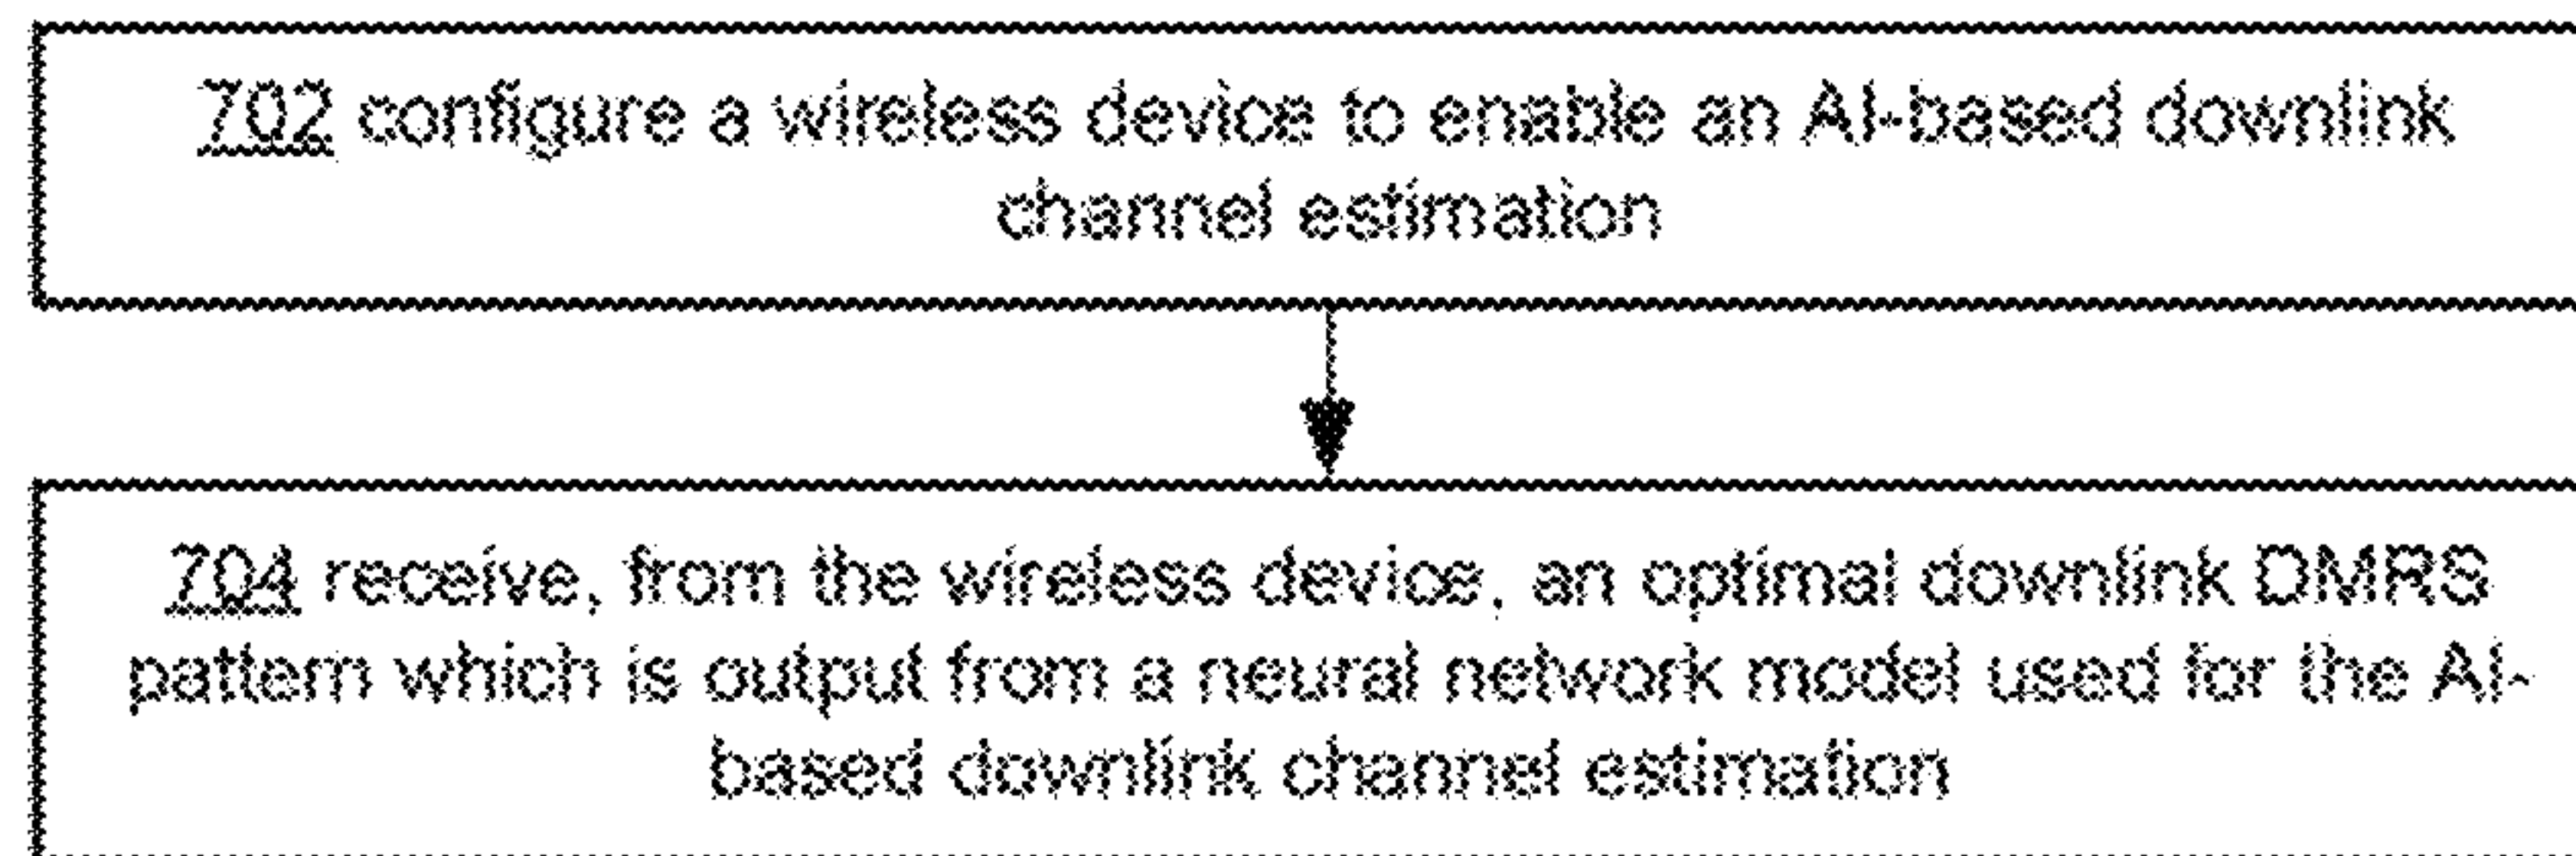 702 configure a wireless device to enable an AI-based downlink
channel estimation
704 receive, from the wireless device, an optimal downlink DMRS
pattern which is output from a neural network model used for the AI-
based downlink channel estimation